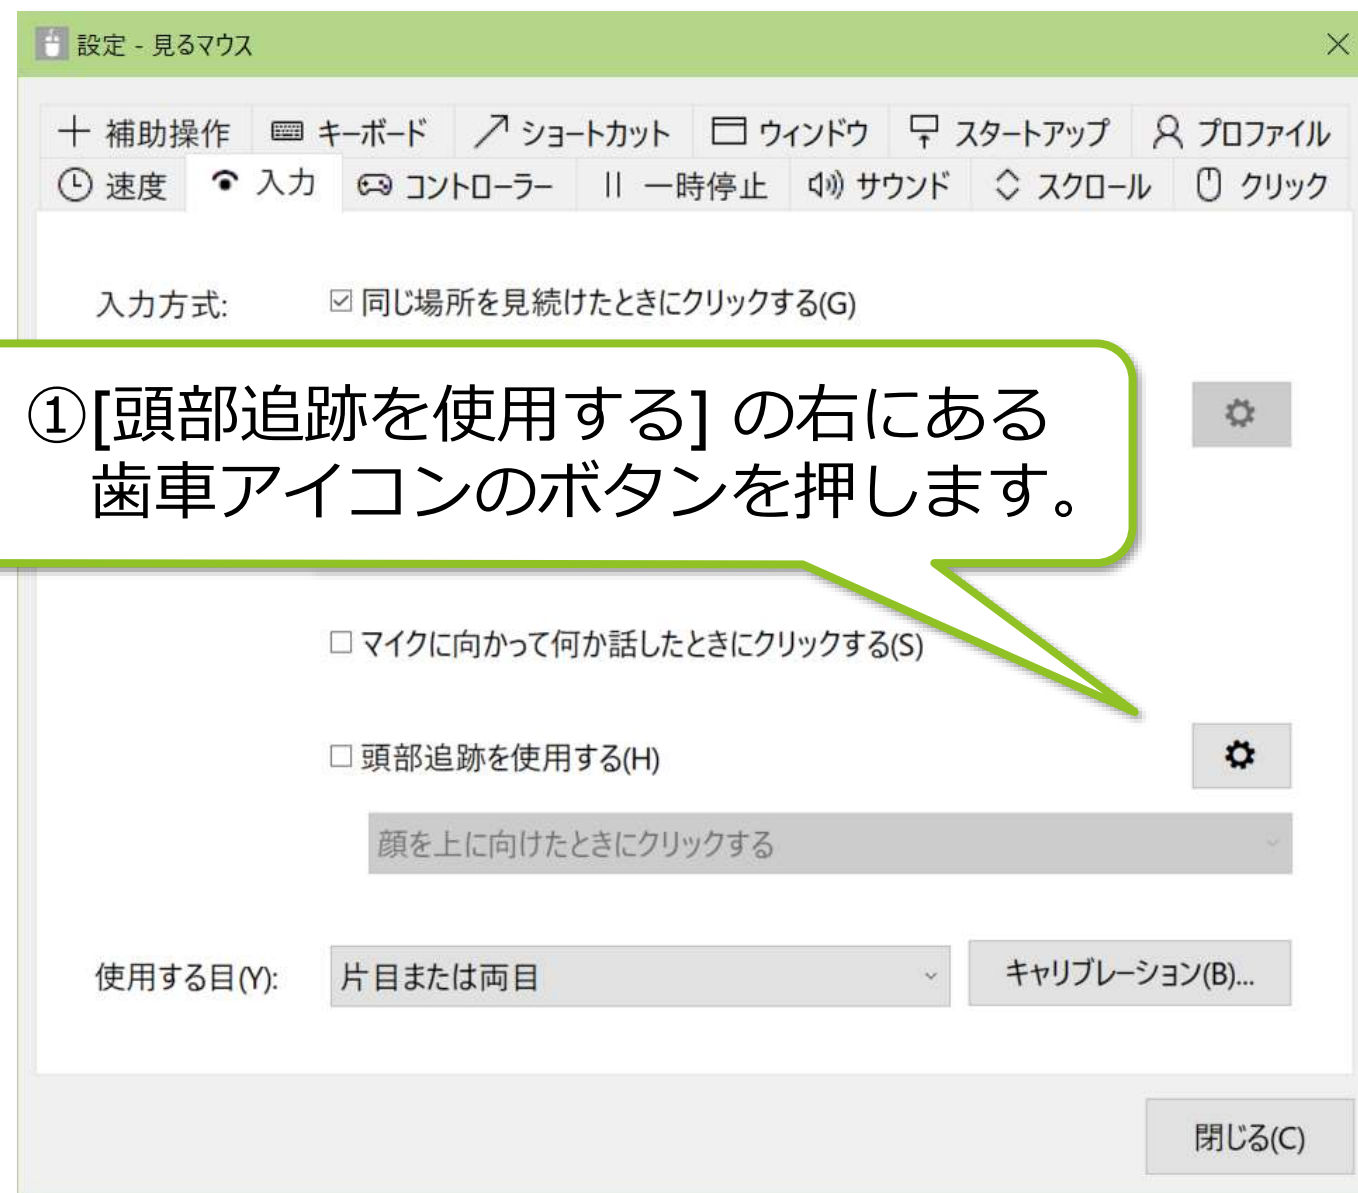 設定 - 見るマウス
補助操作 キーボード ショートカット ウィンドウ スタートアップ プロファイル
速度 入力 コントローラー 一時停止 サウンド スクロール クリック
入力方式: 同じ場所を見続けたときにクリックする(G)
①[頭部追跡を使用する] の右にある
歯車アイコンのボタンを押します。
マイクに向かって何か話したときにクリックする(S)
頭部追跡を使用する(H)
顔を上に向けたときにクリックする
使用する目(Y): 片目または両目 キャリブレーション(B)...
閉じる(C)